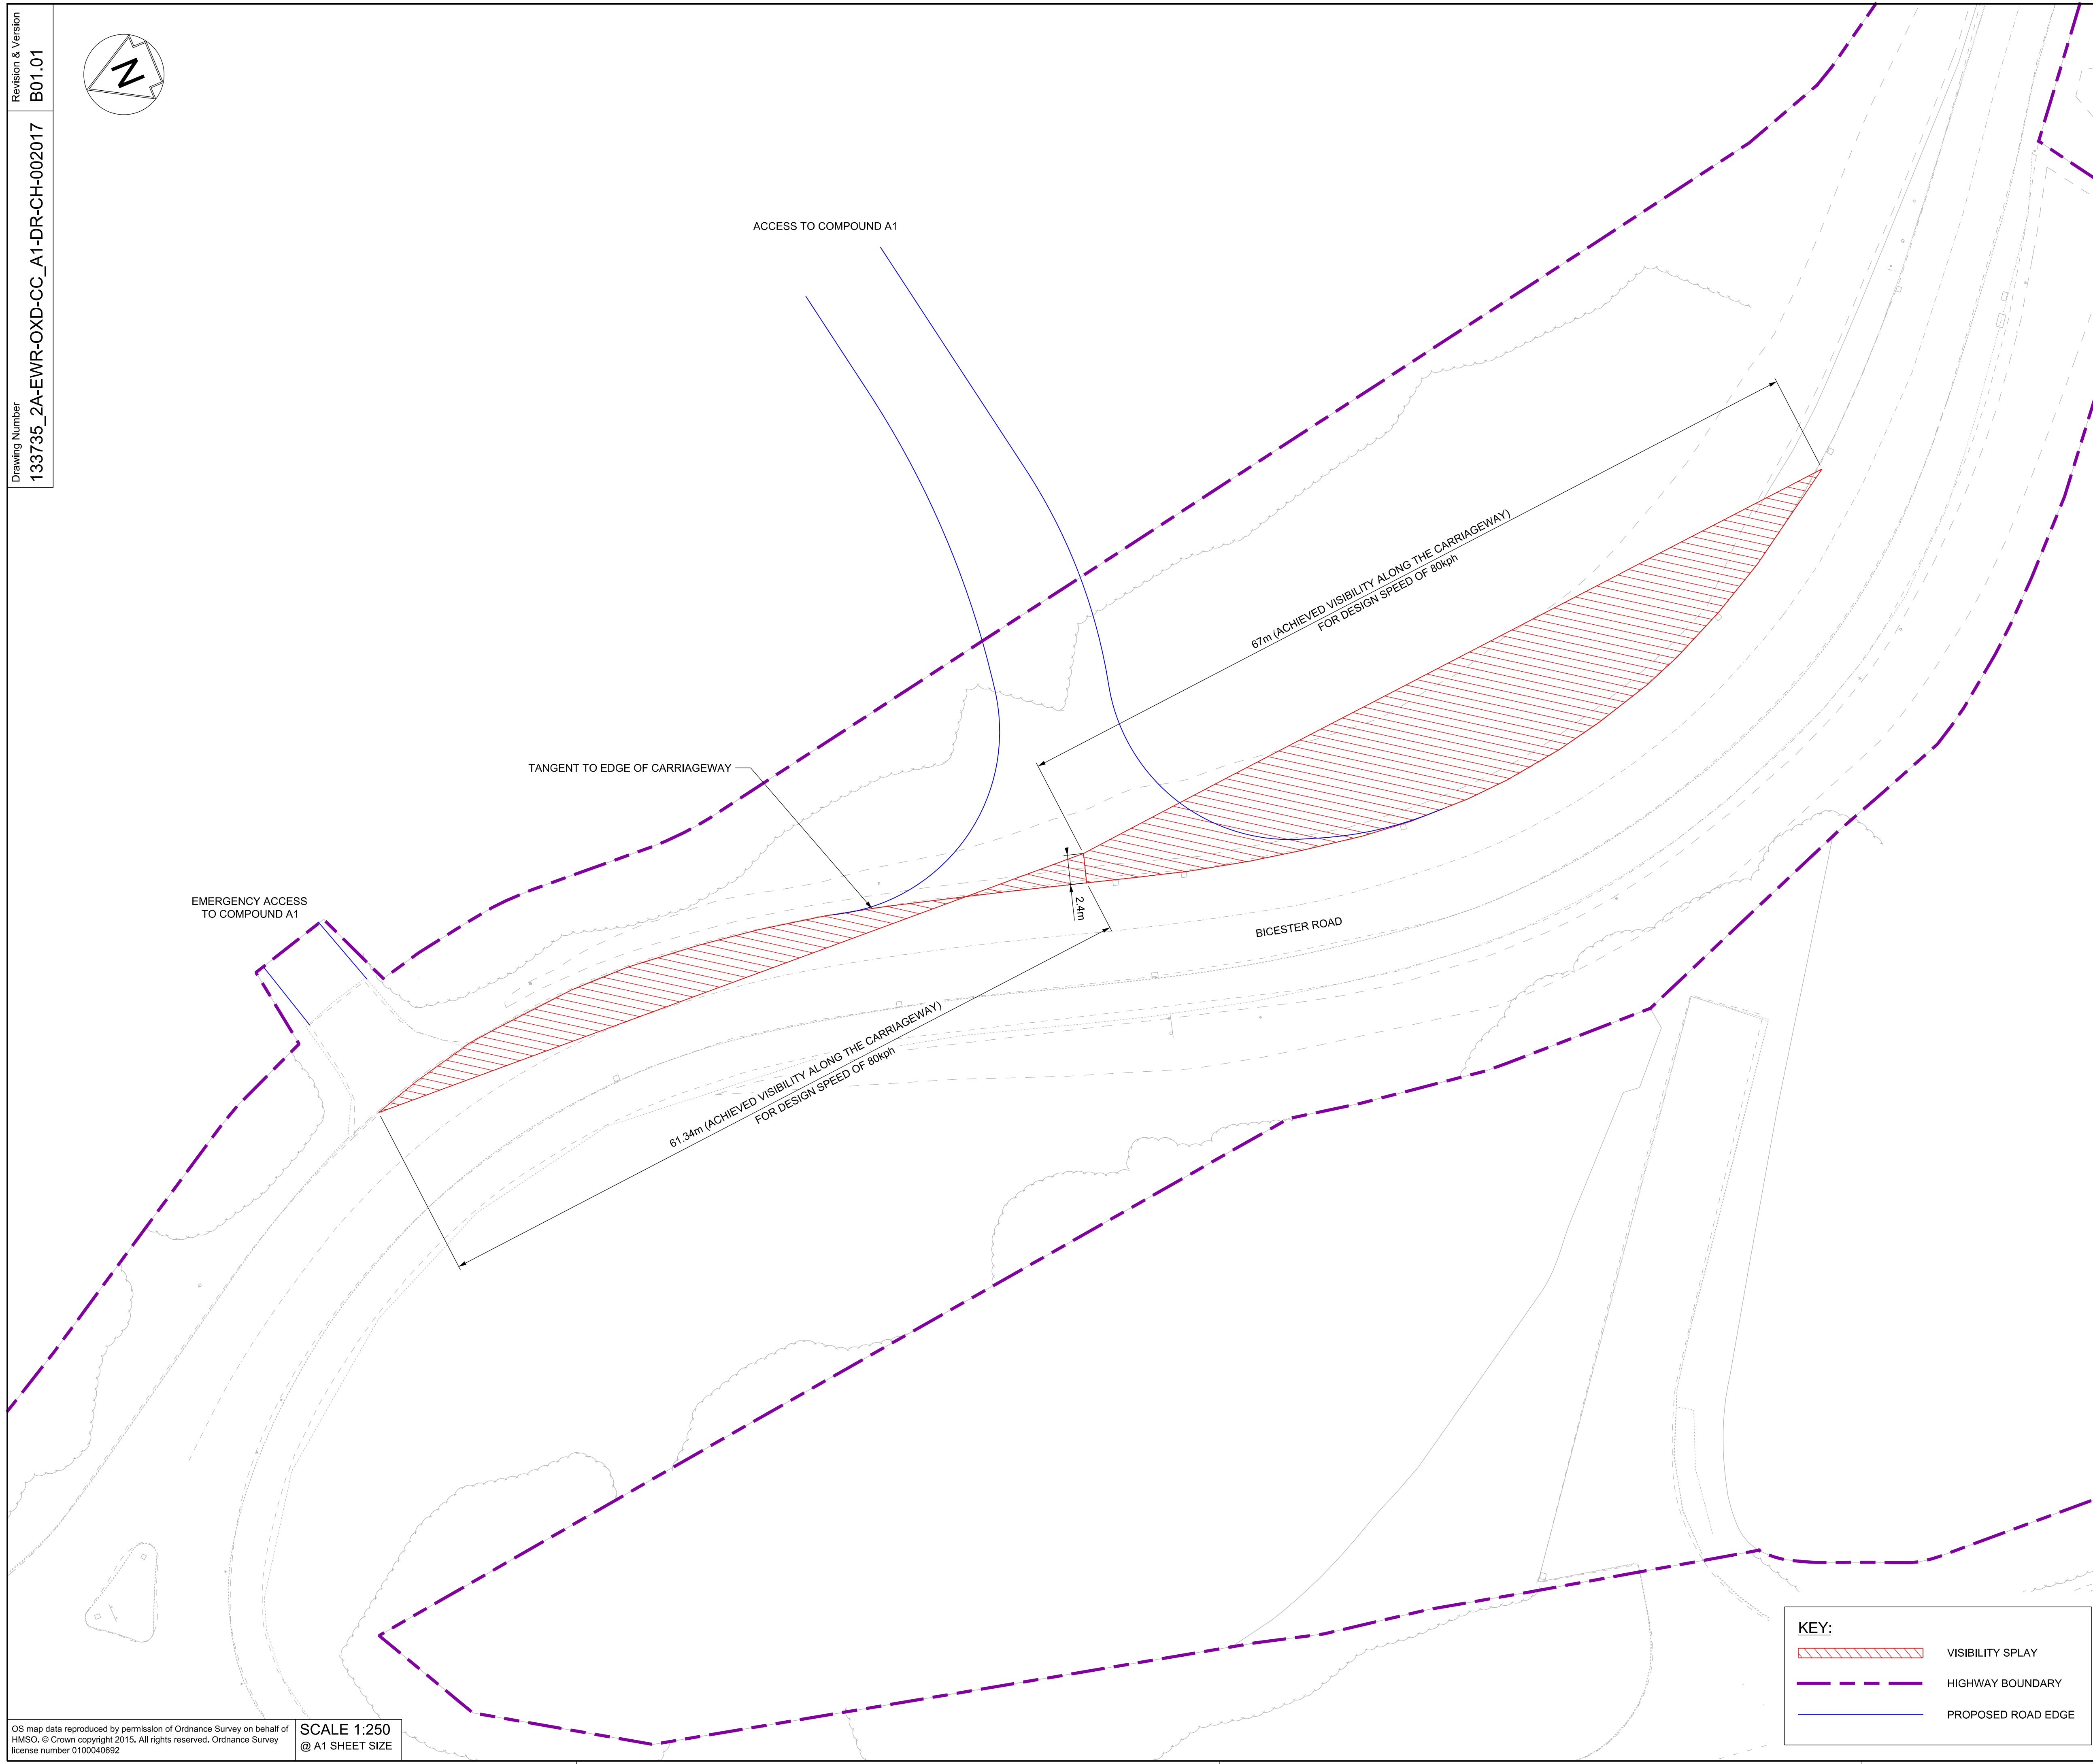 Revision & Version
B01.01
Drawing Number
133735_2A-EWR-OXD-CC_A1-DR-CH-002017
N
ACCESS TO COMPOUND A1
67m (ACHIEVED VISIBILITY ALONG THE CARRIAGEWAY)
FOR DESIGN SPEED OF 80kph
TANGENT TO EDGE OF CARRIAGEWAY
EMERGENCY ACCESS
TO COMPOUND A1
2.4m
BICESTER ROAD
61.34m (ACHIEVED VISIBILITY ALONG THE CARRIAGEWAY)
FOR DESIGN SPEED OF 80kph
KEY:
VISIBILITY SPLAY
HIGHWAY BOUNDARY
PROPOSED ROAD EDGE
OS map data reproduced by permission of Ordnance Survey on behalf of
HMSO. © Crown copyright 2015. All rights reserved. Ordnance Survey
license number 0100040692
SCALE 1:250
@ A1 SHEET SIZE